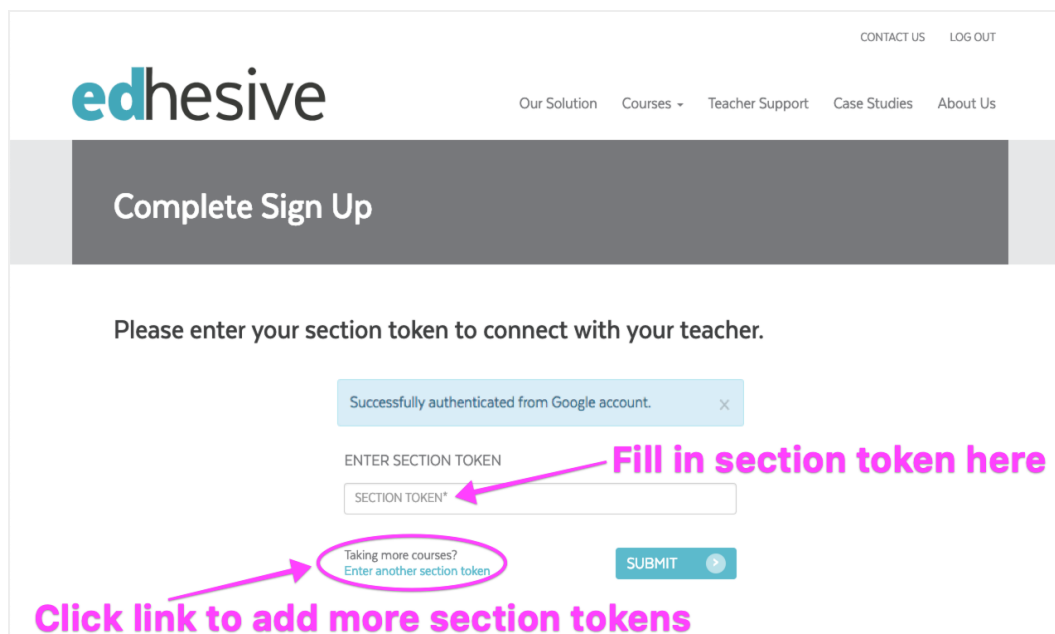 CONTACT US LOG OUT
edhesive
Our Solution Courses Teacher Support Case Studies About Us
Complete Sign Up
Please enter your section token to connect with your teacher.
Successfully authenticated from Google account. x
ENTER SECTION TOKEN
Fill in section token here
SECTION TOKEN*
Taking more courses?
Enter another section token
SUBMIT >
Click link to add more section tokens